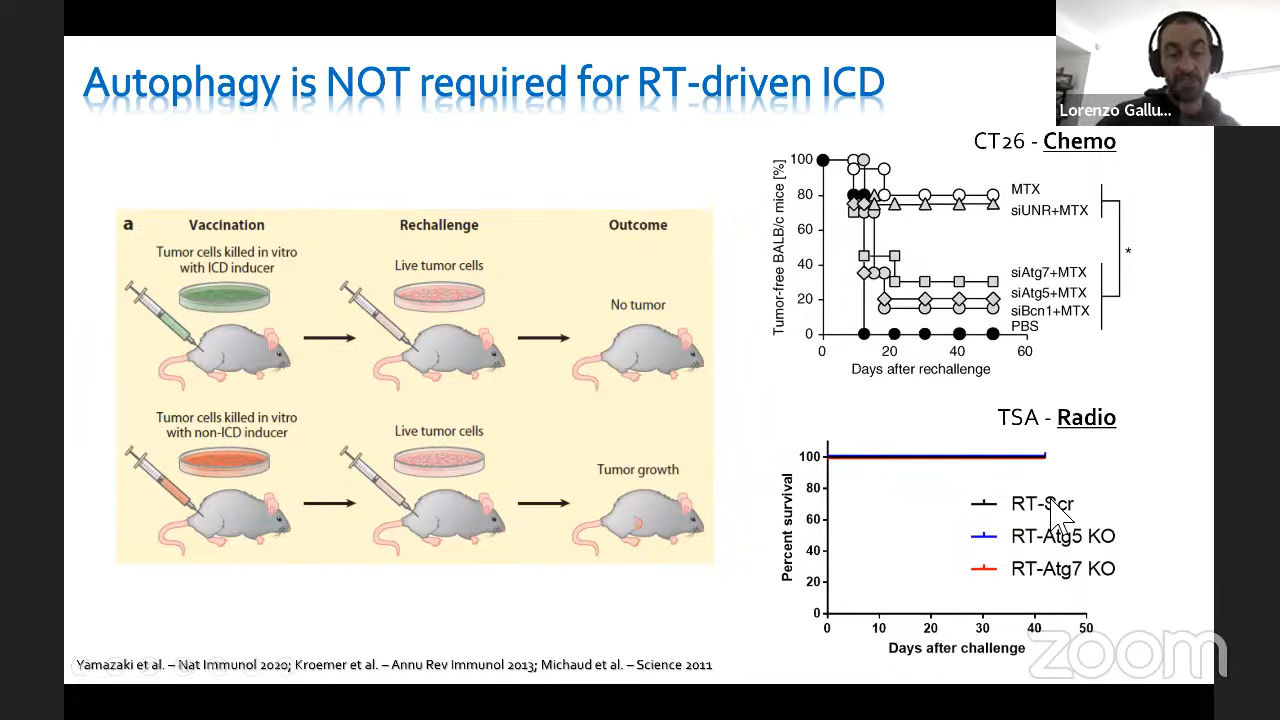 Autophagy is NOT required for RT-driven ICD
Lorenzo Gallu...
CT26 - Chemo
a
Vaccination
Rechallenge
Outcome
Tumor cells killed in vitro
with ICD inducer
Live tumor cells
No tumor
Tumor cells killed in vitro
with non-ICD inducer
Live tumor cells
Tumor growth
Tumor-free BALB/c mice [%]
100
80
60
40
20
0
0
20
40
60
Days after rechallenge
MTX
siUNR+MTX
*
siAtg7+MTX
siAtg5+MTX
siBcn1+MTX
PBS
TSA - Radio
Percent survival
100
80
60
40
20
0
0
10
20
30
40
50
Days after challenge
RT-Scr
RT-Atg5 KO
RT-Atg7 KO
Yamazaki et al. – Nat Immunol 2020; Kroemer et al. – Annu Rev Immunol 2013; Michaud et al. – Science 2011
zoom